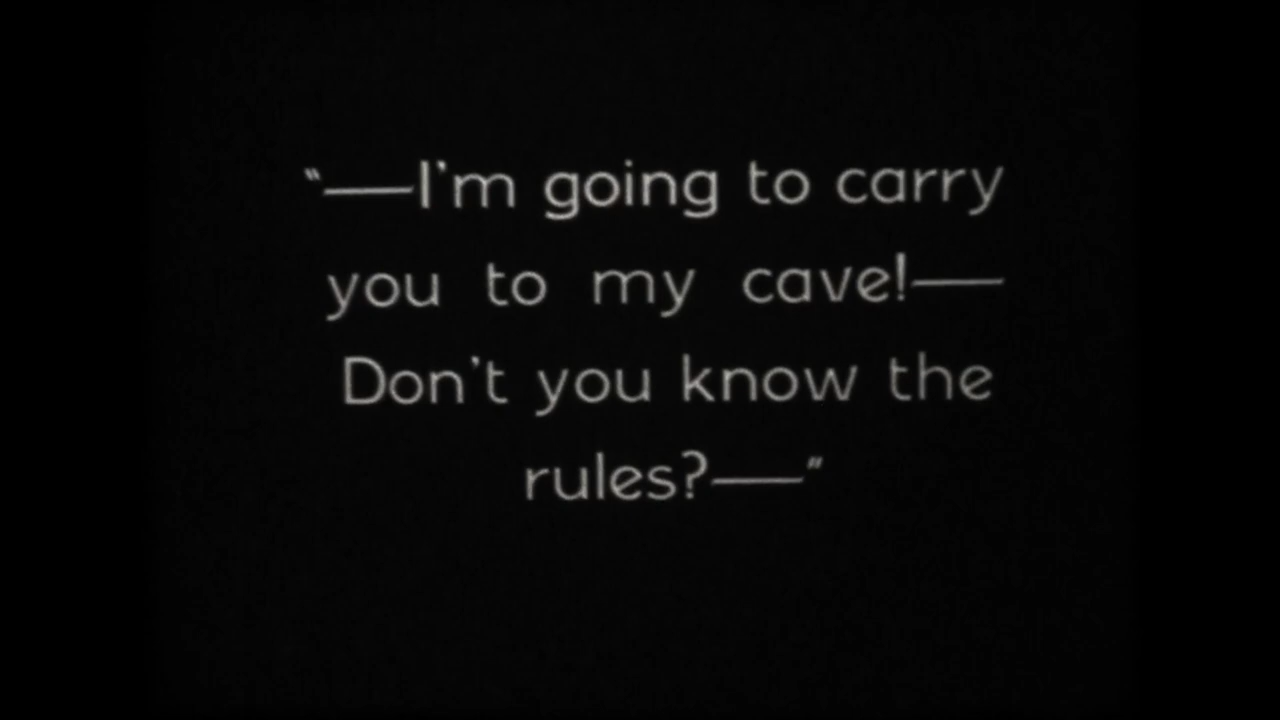 "—I'm going to carry
you to my cave!—
Don't you know the
rules?—"